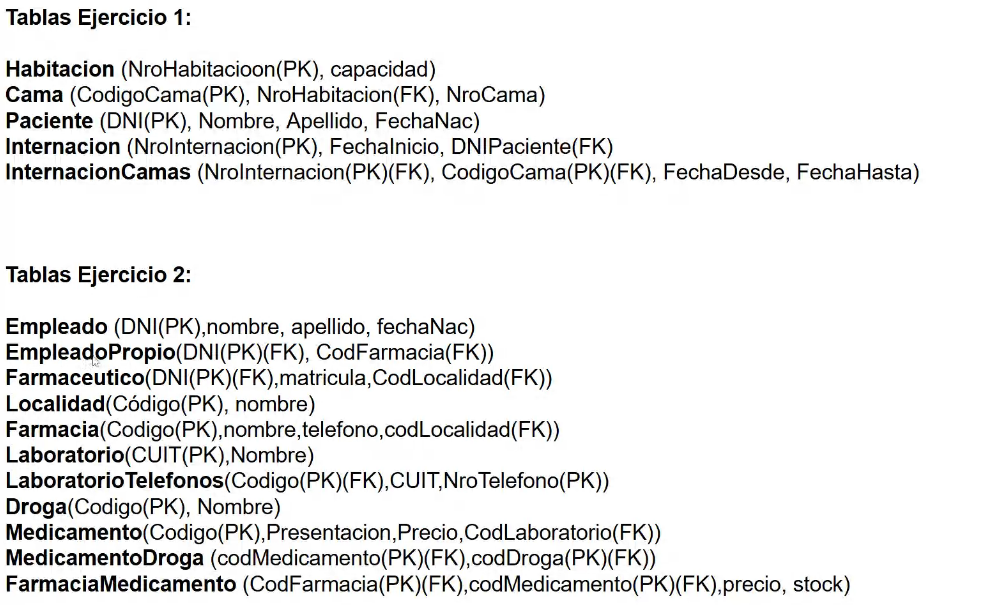 Tablas Ejercicio 1:
Habitacion (NroHabitacioon(PK), capacidad)
Cama (CodigoCama(PK), NroHabitacion(FK), NroCama)
Paciente (DNI(PK), Nombre, Apellido, FechaNac)
Internacion (NroInternacion(PK), FechaInicio, DNIPaciente(FK)
InternacionCamas (NroInternacion(PK)(FK), CodigoCama(PK)(FK), FechaDesde, FechaHasta)
Tablas Ejercicio 2:
Empleado (DNI(PK),nombre, apellido, fechaNac)
EmpleadoPropio(DNI(PK)(FK), CodFarmacia(FK))
Farmaceutico(DNI(PK)(FK),matricula,CodLocalidad(FK))
Localidad(Código(PK), nombre)
Farmacia(Codigo(PK),nombre,telefono,codLocalidad(FK))
Laboratorio(CUIT(PK),Nombre)
LaboratorioTelefonos(Codigo(PK)(FK),CUIT,NroTelefono(PK))
Droga(Codigo(PK), Nombre)
Medicamento(Codigo(PK),Presentacion,Precio,CodLaboratorio(FK))
MedicamentoDroga (codMedicamento(PK)(FK),codDroga(PK)(FK))
FarmaciaMedicamento (CodFarmacia(PK)(FK),codMedicamento(PK)(FK),precio, stock)